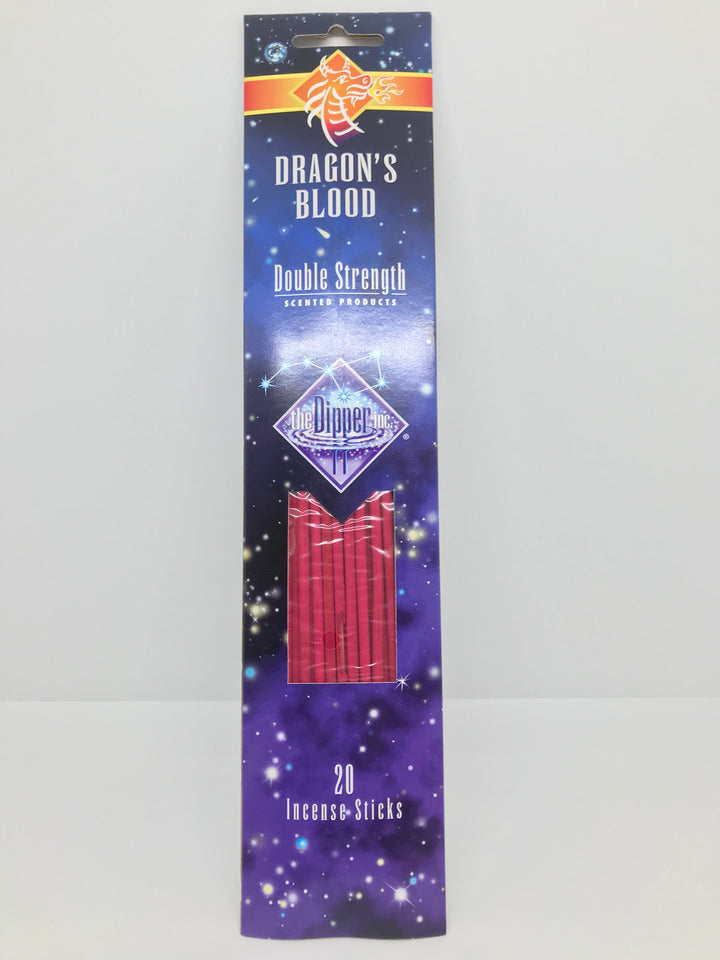 DRAGON'S
BLOOD
Double Strength
SCENTED PRODUCTS
the Dipper inc.
®
20
Incense Sticks